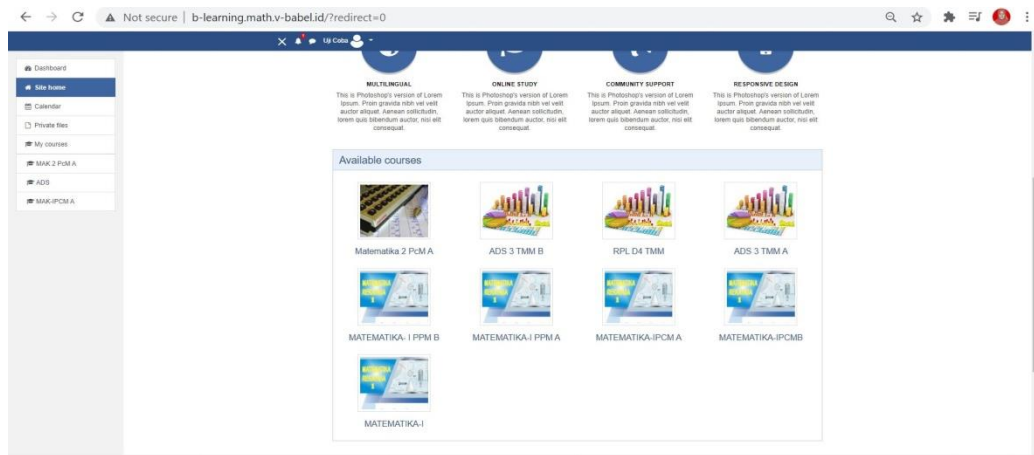 Not secure | b-learning.math.v-babel.id/?redirect=0
Uji Coba
Dashboard
Site home
Calendar
Private files
My courses
MAK 2 PcM A
ADS
MAK-IPCM A
MULTILINGUAL
This is Photoshop's version of Lorem
Ipsum. Proin gravida nibh vel velit
auctor aliquet. Aenean sollicitudin,
lorem quis bibendum auctor, nisi elit
consequat.
ONLINE STUDY
This is Photoshop's version of Lorem
Ipsum. Proin gravida nibh vel velit
auctor aliquet. Aenean sollicitudin,
lorem quis bibendum auctor, nisi elit
consequat.
COMMUNITY SUPPORT
This is Photoshop's version of Lorem
Ipsum. Proin gravida nibh vel velit
auctor aliquet. Aenean sollicitudin,
lorem quis bibendum auctor, nisi elit
consequat.
RESPONSIVE DESIGN
This is Photoshop's version of Lorem
Ipsum. Proin gravida nibh vel velit
auctor aliquet. Aenean sollicitudin,
lorem quis bibendum auctor, nisi elit
consequat.
Available courses
Matematika 2 PcM A
ADS 3 TMM B
RPL D4 TMM
ADS 3 TMM A
MATEMATIKA- I PPM B
MATEMATIKA-I PPM A
MATEMATIKA-IPCM A
MATEMATIKA-IPCMB
MATEMATIKA-I